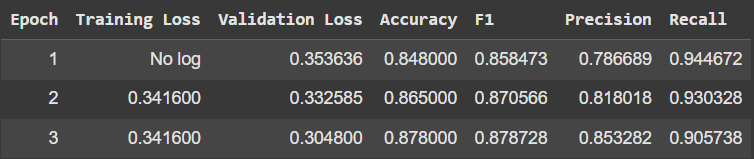 Epoch Training Loss Validation Loss Accuracy F1 Precision Recall
1 No log 0.353636 0.848000 0.858473 0.786689 0.944672
2 0.341600 0.332585 0.865000 0.870566 0.818018 0.930328
3 0.341600 0.304800 0.878000 0.878728 0.853282 0.905738